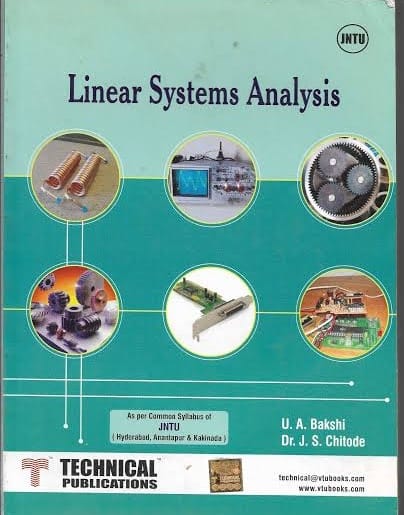 JNTU
Linear Systems Analysis
As per Common Syllabus of
JNTU
( Hyderabad, Anantapur & Kakinada )
U. A. Bakshi
Dr. J. S. Chitode
TECHNICAL
PUBLICATIONS™
technical@vtubooks.com
www.vtubooks.com